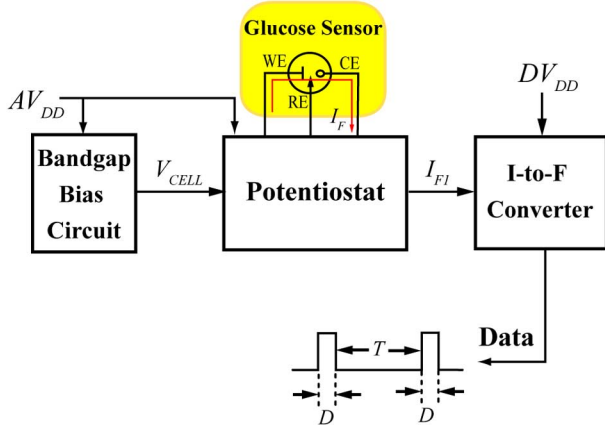 Glucose Sensor
WE
CE
RE
I_F
AV_DD
DV_DD
Bandgap
Bias
Circuit
V_CELL
Potentiostat
I_F1
I-to-F
Converter
Data
T
D
D